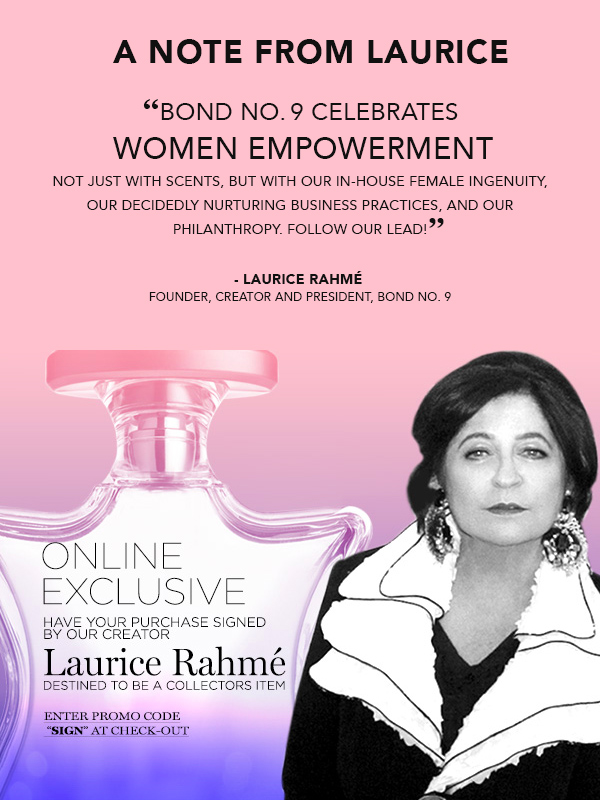 A NOTE FROM LAURICE
“BOND NO. 9 CELEBRATES
WOMEN EMPOWERMENT
NOT JUST WITH SCENTS, BUT WITH OUR IN-HOUSE FEMALE INGENUITY,
OUR DECIDEDLY NURTURING BUSINESS PRACTICES, AND OUR
PHILANTHROPY. FOLLOW OUR LEAD!”
- LAURICE RAHMÉ
FOUNDER, CREATOR AND PRESIDENT, BOND NO. 9
ONLINE
EXCLUSIVE
HAVE YOUR PURCHASE SIGNED
BY OUR CREATOR
Laurice Rahmé
DESTINED TO BE A COLLECTORS ITEM
ENTER PROMO CODE
“SIGN” AT CHECK-OUT